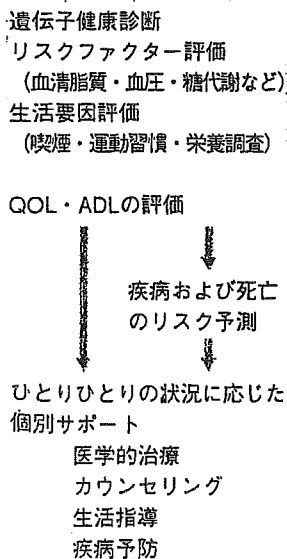 遺伝子健康診断
リスクファクター評価
（血清脂質・血圧・糖代謝など）
生活要因評価
（喫煙・運動習慣・栄養調査）
QOL・ADLの評価
疾病および死亡
のリスク予測
ひとりひとりの状況に応じた
個別サポート
医学的治療
カウンセリング
生活指導
疾病予防